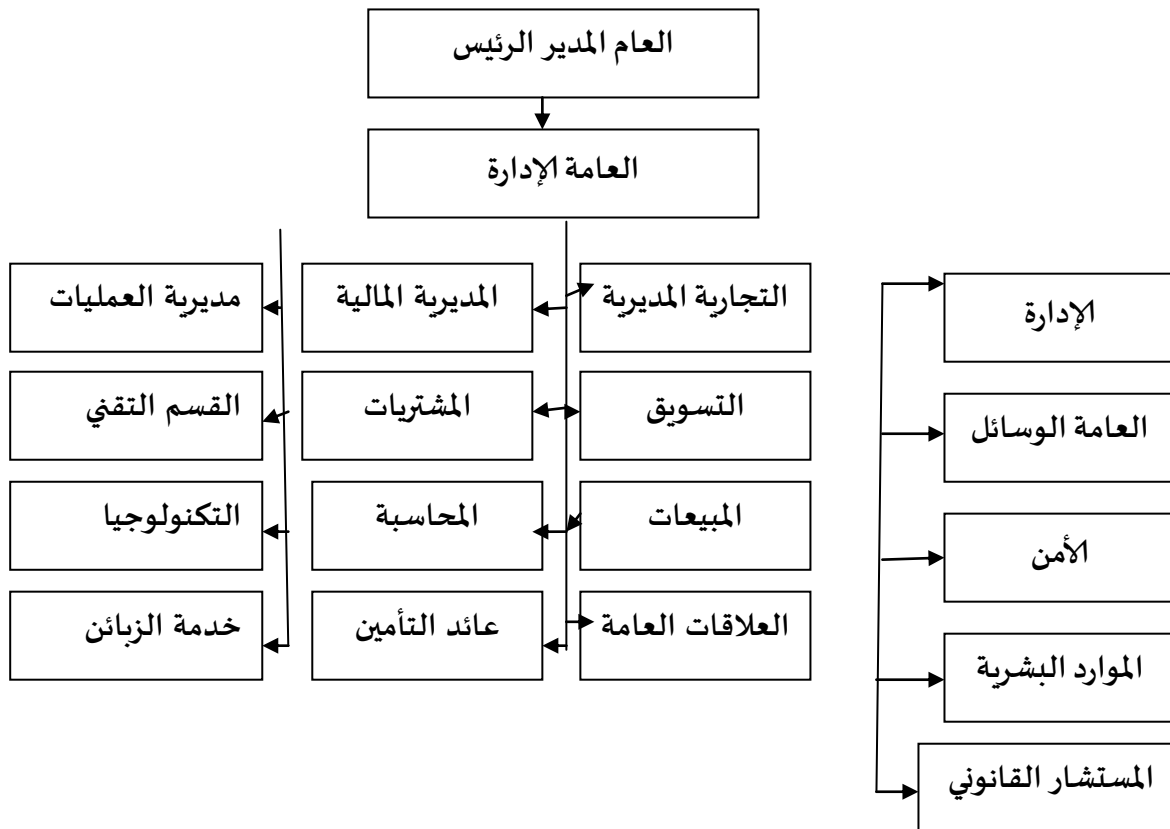 العام المدير الرئيس
العامة الإدارة
التجارية المديرية
المديرية المالية
مديرية العمليات
التسويق
المشتريات
القسم التقني
المبيعات
المحاسبة
التكنولوجيا
العلاقات العامة
عائد التأمين
خدمة الزبائن
الإدارة
العامة الوسائل
الأمن
الموارد البشرية
المستشار القانوني